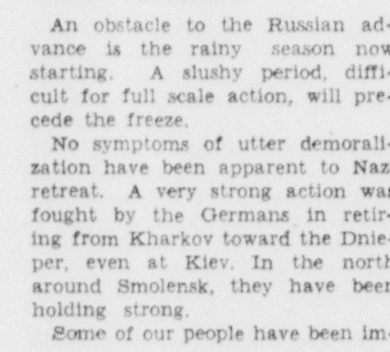 An obstacle to the Russian ad-
vance is the rainy season now
starting. A slushy period, diffi-
cult for full scale action, will pre-
cede the freeze.
No symptoms of utter demorali-
zation have been apparent to Nazi
retreat. A very strong action was
fought by the Germans in retir-
ing from Kharkov toward the Dnie-
per, even at Kiev. In the north
around Smolensk, they have been
holding strong.
Some of our people have been im-